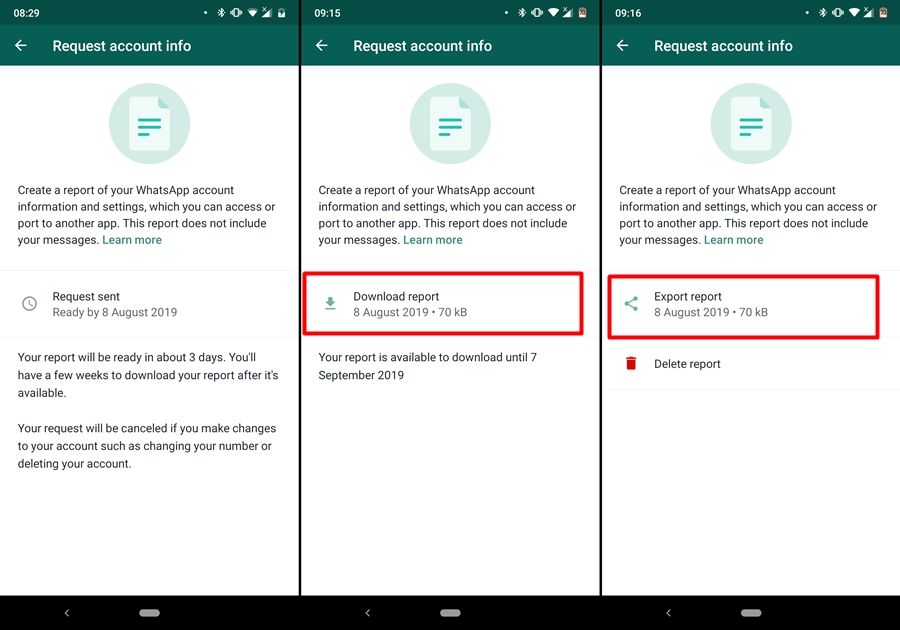 08:29
Request account info
Create a report of your WhatsApp account
information and settings, which you can access or
port to another app. This report does not include
your messages. Learn more
Request sent
Ready by 8 August 2019
Your report will be ready in about 3 days. You'll
have a few weeks to download your report after it's
available.
Your request will be canceled if you make changes
to your account such as changing your number or
deleting your account.
09:15
Request account info
Create a report of your WhatsApp account
information and settings, which you can access or
port to another app. This report does not include
your messages. Learn more
Download report
8 August 2019 • 70 kB
Your report is available to download until 7
September 2019
09:16
Request account info
Create a report of your WhatsApp account
information and settings, which you can access or
port to another app. This report does not include
your messages. Learn more
Export report
8 August 2019 • 70 kB
Delete report